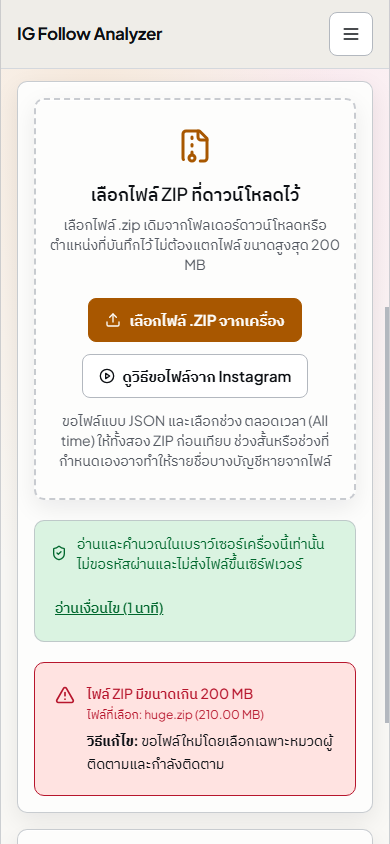 IG Follow Analyzer
เลือกไฟล์ ZIP ที่ดาวน์โหลดไว้
เลือกไฟล์ .zip เดิมจากโฟลเดอร์ดาวน์โหลดหรือ
ตำแหน่งที่บันทึกไว้ ไม่ต้องแตกไฟล์ ขนาดสูงสุด 200
MB
เลือกไฟล์ .ZIP จากเครื่อง
ดูวิธีขอไฟล์จาก Instagram
ขอไฟล์แบบ JSON และเลือกช่วง ตลอดเวลา (All
time) ให้ทั้งสอง ZIP ก่อนเทียบ ช่วงสั้นหรือช่วงที่
กำหนดเองอาจทำให้รายชื่อบางบัญชีหายจากไฟล์
อ่านและคำนวณในเบราว์เซอร์เครื่องนี้เท่านั้น
ไม่ขอรหัสผ่านและไม่ส่งไฟล์ขึ้นเซิร์ฟเวอร์
อ่านเงื่อนไข (1 นาที)
ไฟล์ ZIP มีขนาดเกิน 200 MB
ไฟล์ที่เลือก: huge.zip (210.00 MB)
วิธีแก้ไข: ขอไฟล์ใหม่โดยเลือกเฉพาะหมวดผู้
ติดตามและกำลังติดตาม